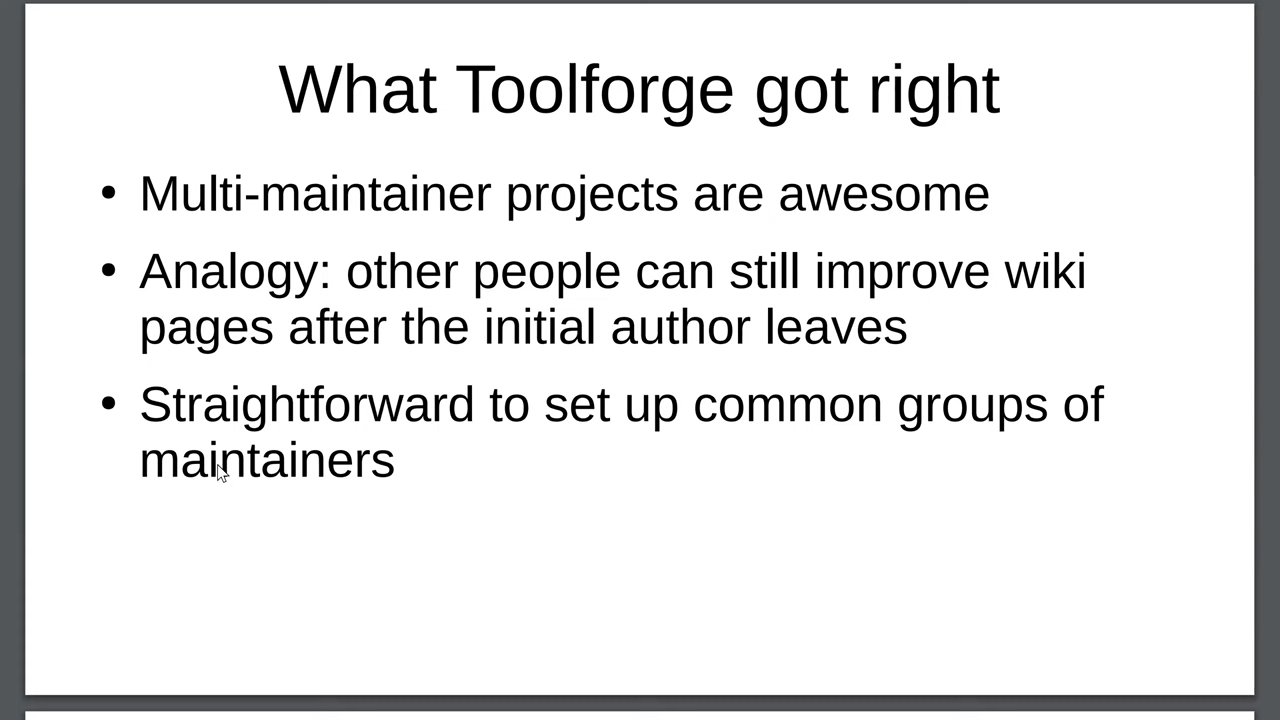 What Toolforge got right
• Multi-maintainer projects are awesome
• Analogy: other people can still improve wiki
pages after the initial author leaves
• Straightforward to set up common groups of
maintainers